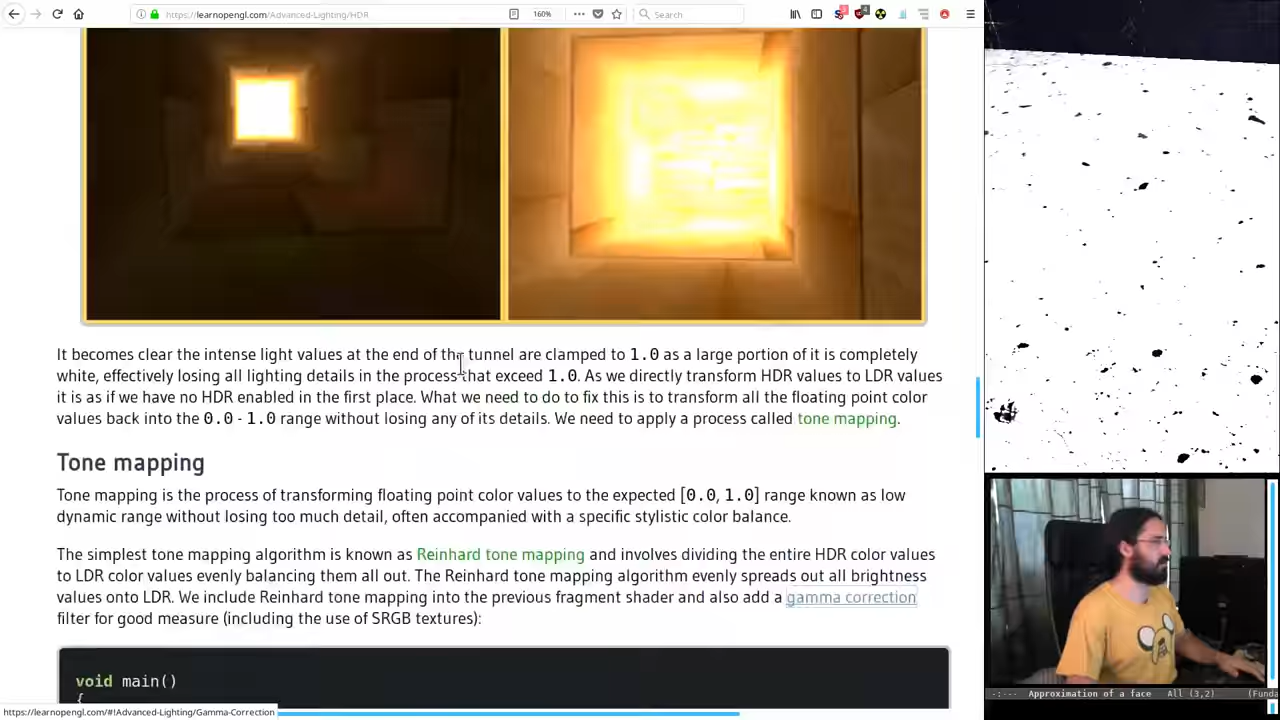 https://learnopengl.com/Advanced-Lighting/HDR
160%
Search
It becomes clear the intense light values at the end of the tunnel are clamped to 1.0 as a large portion of it is completely
white, effectively losing all lighting details in the process that exceed 1.0. As we directly transform HDR values to LDR values
it is as if we have no HDR enabled in the first place. What we need to do to fix this is to transform all the floating point color
values back into the 0.0 - 1.0 range without losing any of its details. We need to apply a process called tone mapping.
Tone mapping
Tone mapping is the process of transforming floating point color values to the expected [0.0, 1.0] range known as low
dynamic range without losing too much detail, often accompanied with a specific stylistic color balance.
The simplest tone mapping algorithm is known as Reinhard tone mapping and involves dividing the entire HDR color values
to LDR color values evenly balancing them all out. The Reinhard tone mapping algorithm evenly spreads out all brightness
values onto LDR. We include Reinhard tone mapping into the previous fragment shader and also add a gamma correction
filter for good measure (including the use of SRGB textures):
void main()
{
https://learnopengl.com/#!Advanced-Lighting/Gamma-Correction
-:--- Approximation of a face All (3,2) (Funda